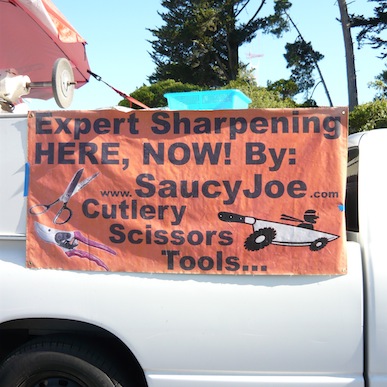 Expert Sharpening
HERE, NOW! By:
www.SaucyJoe.com
Cutlery
Scissors
Tools...